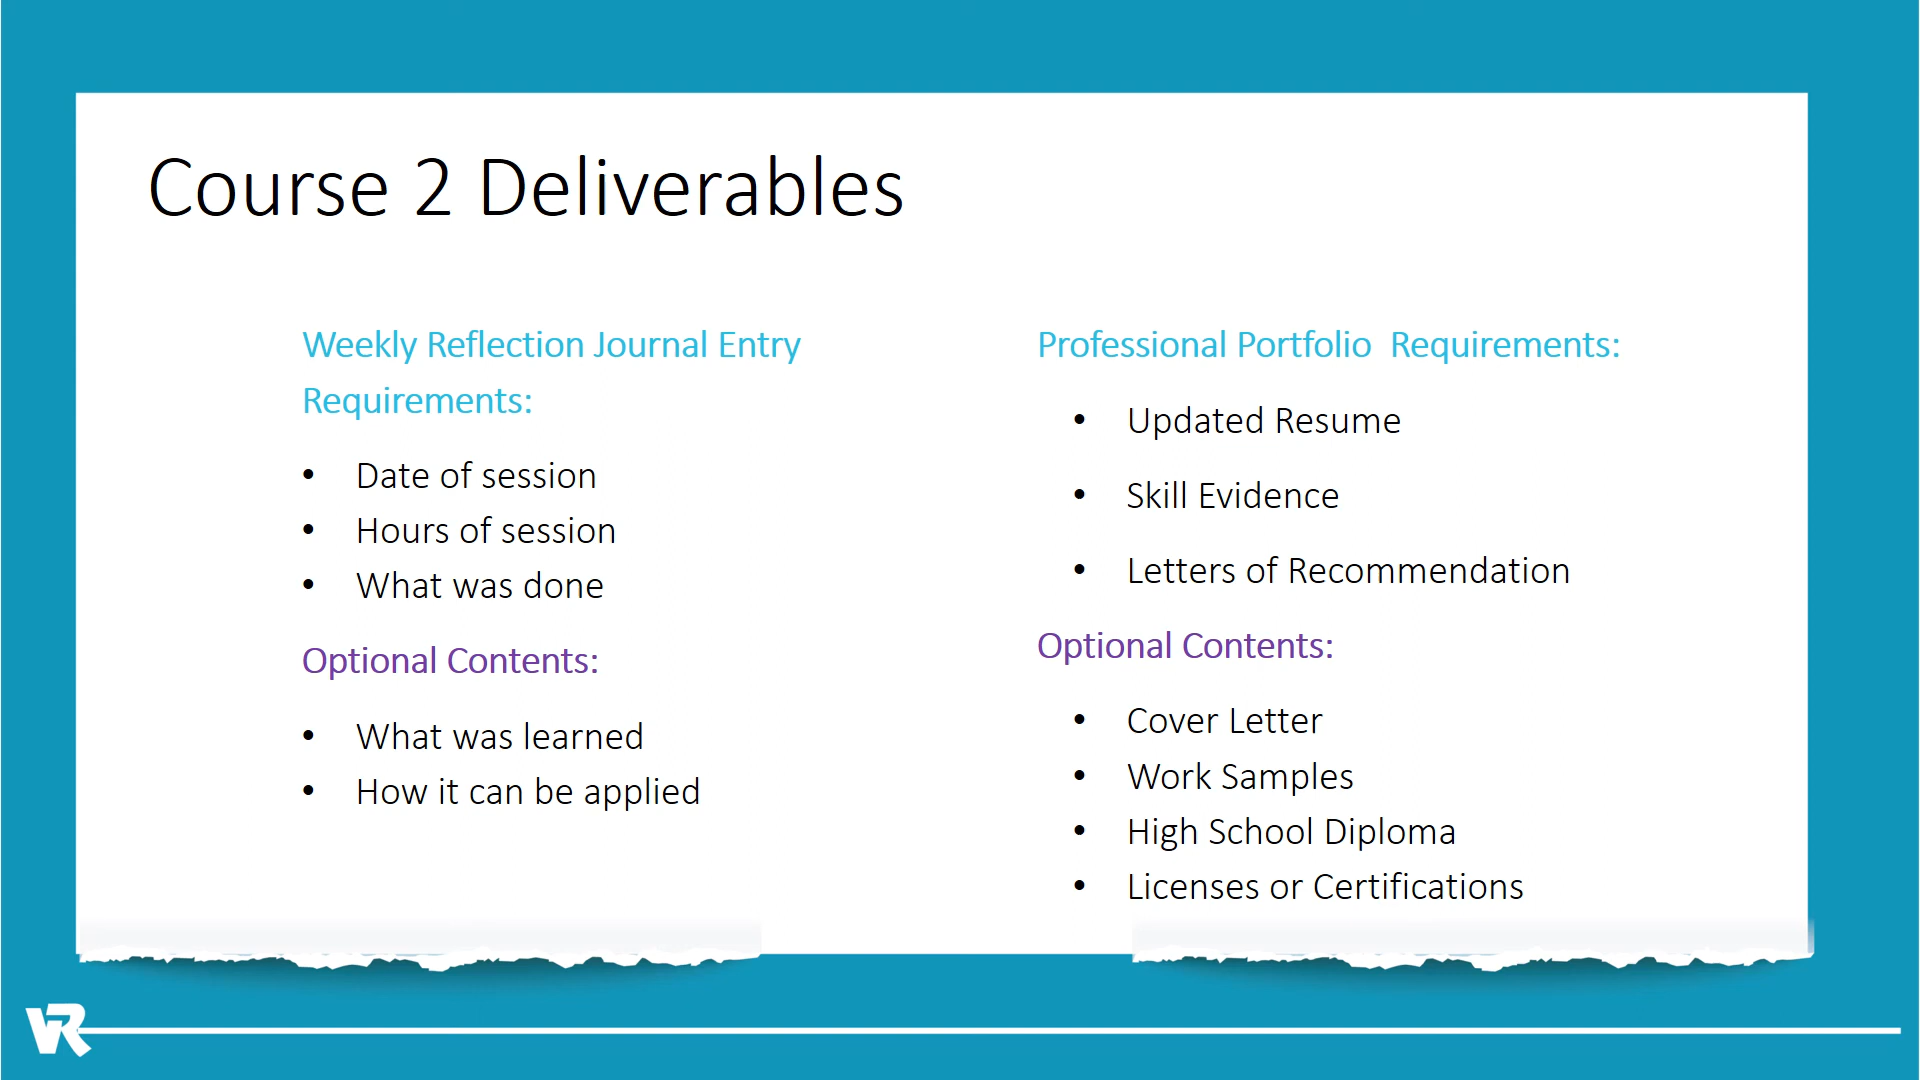 Course 2 Deliverables
Weekly Reflection Journal Entry
Requirements:
• Date of session
• Hours of session
• What was done
Optional Contents:
• What was learned
• How it can be applied
Professional Portfolio  Requirements:
• Updated Resume
• Skill Evidence
• Letters of Recommendation
Optional Contents:
• Cover Letter
• Work Samples
• High School Diploma
• Licenses or Certifications
VR